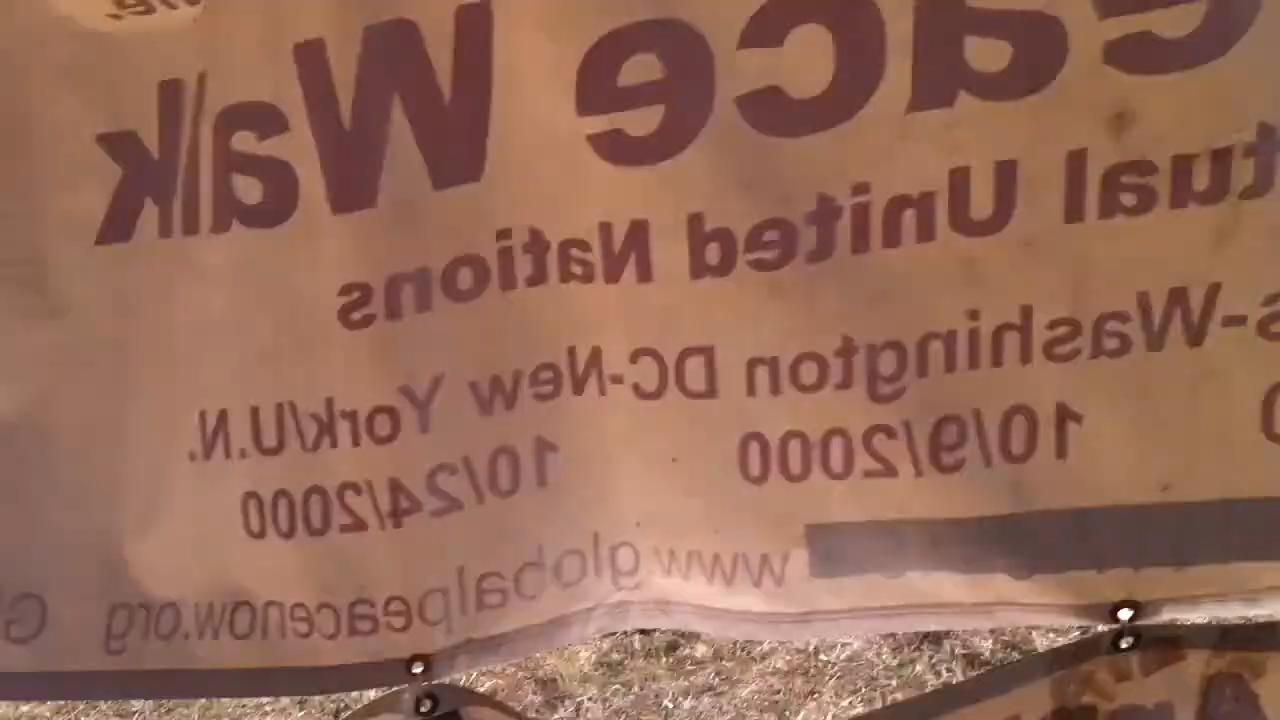 eace Walk
tual United Nations
s-Washington DC-New York/U.N.
10/9/2000 10/24/2000
www globalpeacenow.org